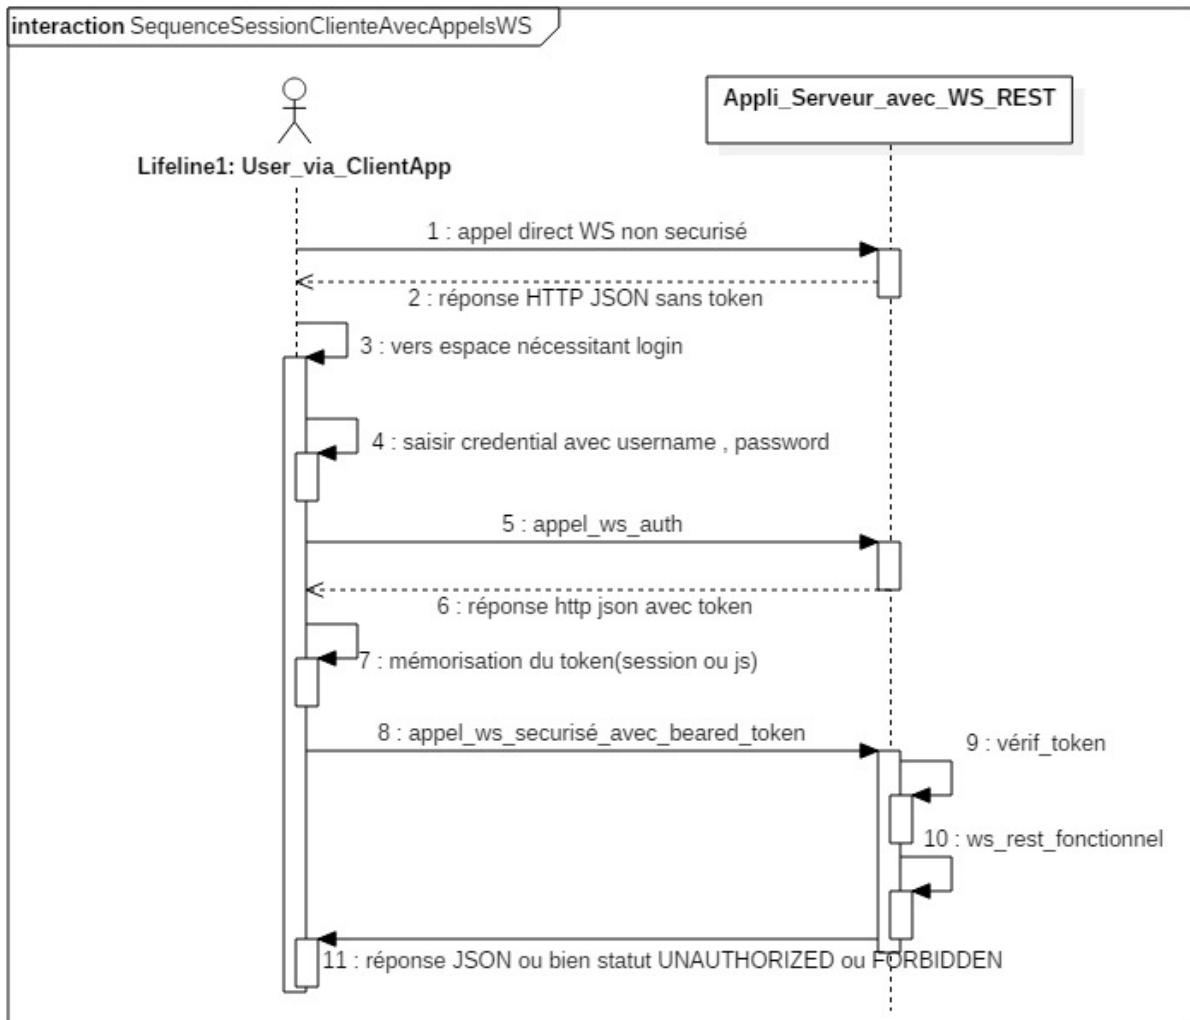 interaction SequenceSessionClienteAvecAppelsWS
Appli_Serveur_avec_WS_REST
Lifeline1: User_via_ClientApp
1 : appel direct WS non securisé
2 : réponse HTTP JSON sans token
3 : vers espace nécessitant login
4 : saisir credential avec username , password
5 : appel_ws_auth
6 : réponse http json avec token
7 : mémorisation du token(session ou js)
8 : appel_ws_securisé_avec_beared_token
9 : vérif_token
10 : ws_rest_fonctionnel
11 : réponse JSON ou bien statut UNAUTHORIZED ou FORBIDDEN